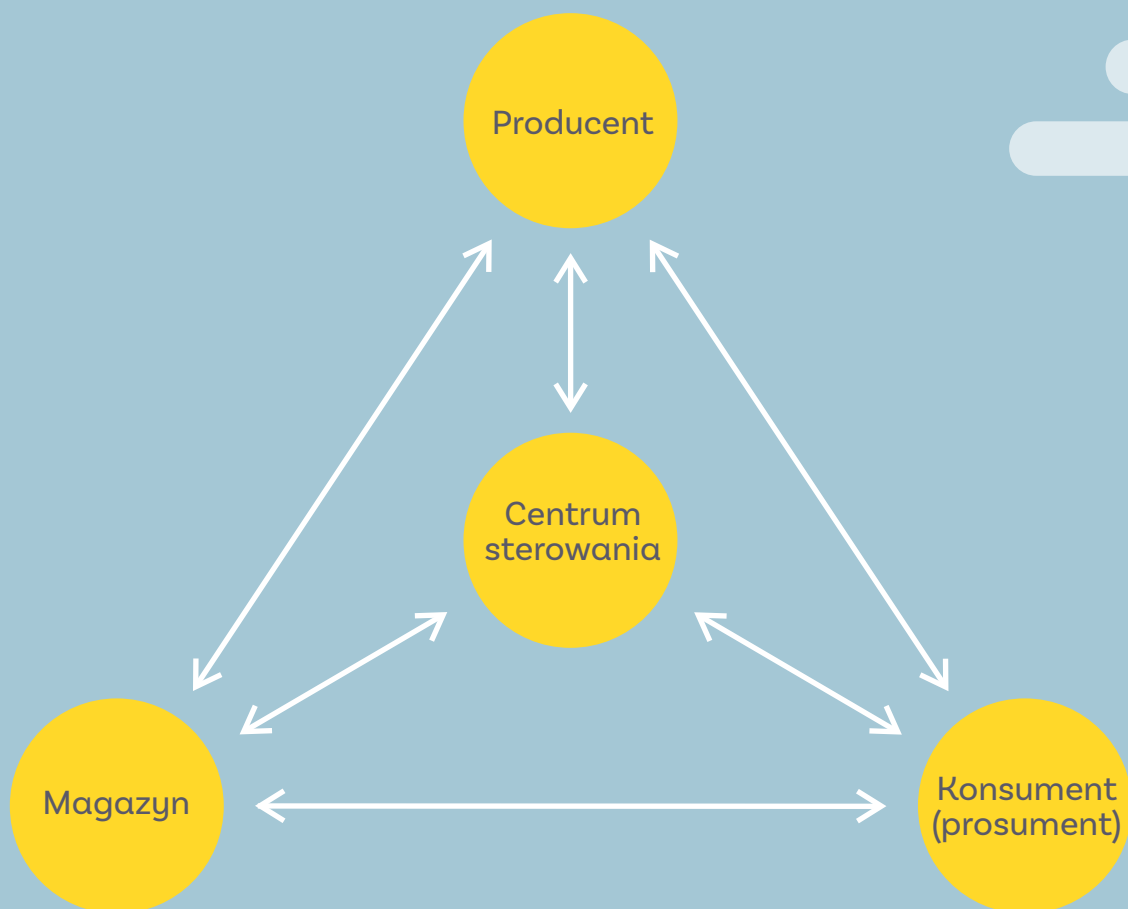 Producent
Centrum
sterowania
Magazyn
Konsument
(prosument)